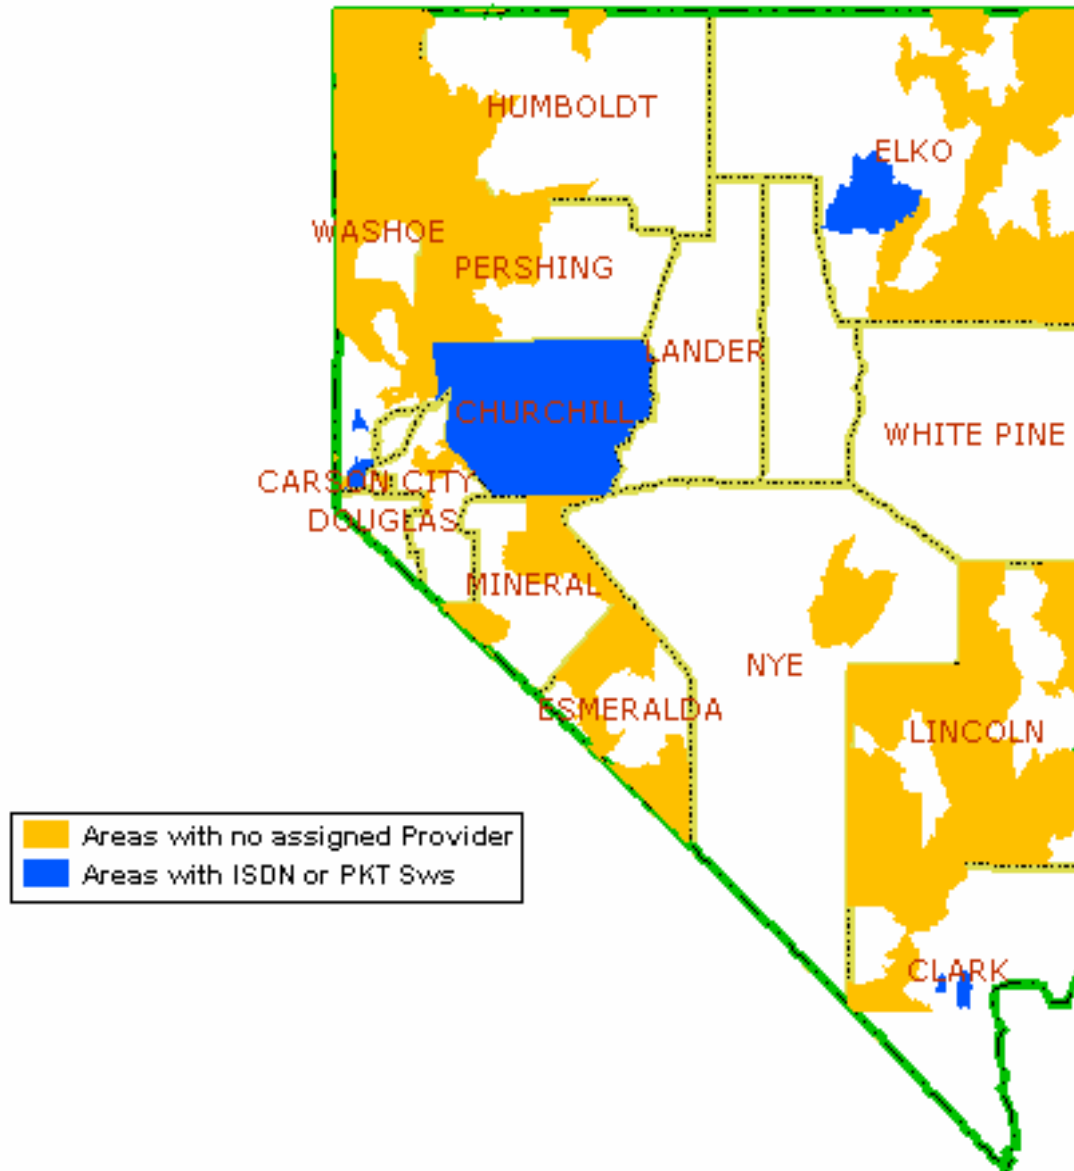 HUMBOLDT
ELKO
WASHOE
PERSHING
LANDER
CHURCHILL
WHITE PINE
CARSON CITY
DOUGLAS
MINERAL
NYE
ESMERALDA
LINCOLN
Areas with no assigned Provider
Areas with ISDN or PKT Sws
CLARK